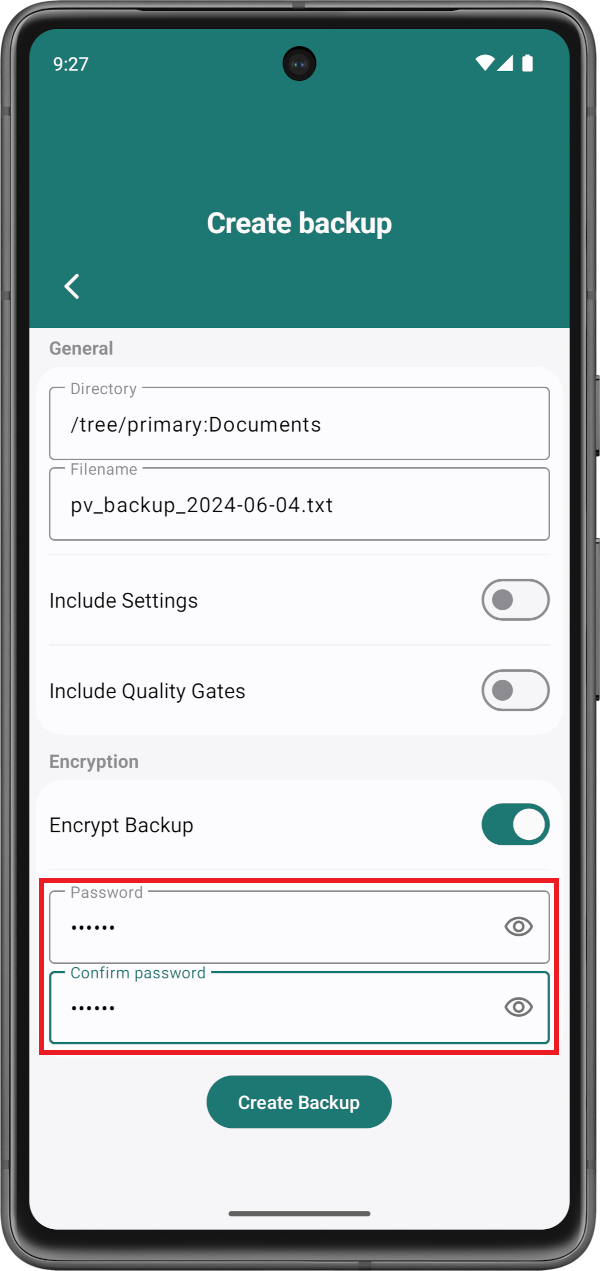 9:27
Create backup
General
Directory
/tree/primary:Documents
Filename
pv_backup_2024-06-04.txt
Include Settings
Include Quality Gates
Encryption
Encrypt Backup
Password
••••••
Confirm password
••••••
Create Backup